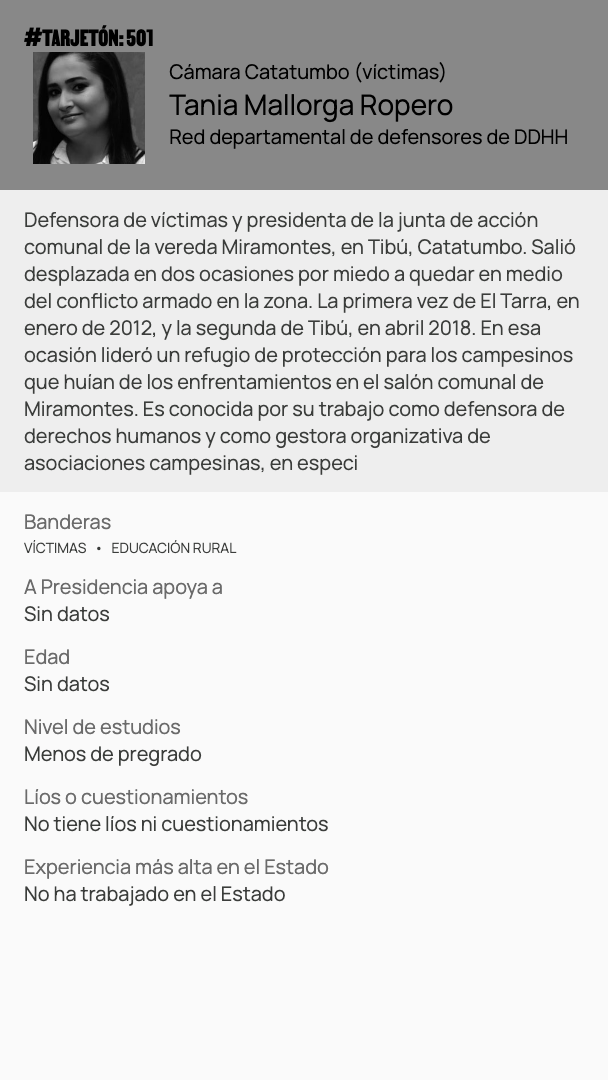 #TARJETÓN: 501
Cámara Catatumbo (víctimas)
Tania Mallorga Ropero
Red departamental de defensores de DDHH
Defensora de víctimas y presidenta de la junta de acción
comunal de la vereda Miramontes, en Tibú, Catatumbo. Salió
desplazada en dos ocasiones por miedo a quedar en medio
del conflicto armado en la zona. La primera vez de El Tarra, en
enero de 2012, y la segunda de Tibú, en abril 2018. En esa
ocasión lideró un refugio de protección para los campesinos
que huían de los enfrentamientos en el salón comunal de
Miramontes. Es conocida por su trabajo como defensora de
derechos humanos y como gestora organizativa de
asociaciones campesinas, en especi
Banderas
VÍCTIMAS • EDUCACIÓN RURAL
A Presidencia apoya a
Sin datos
Edad
Sin datos
Nivel de estudios
Menos de pregrado
Líos o cuestionamientos
No tiene líos ni cuestionamientos
Experiencia más alta en el Estado
No ha trabajado en el Estado